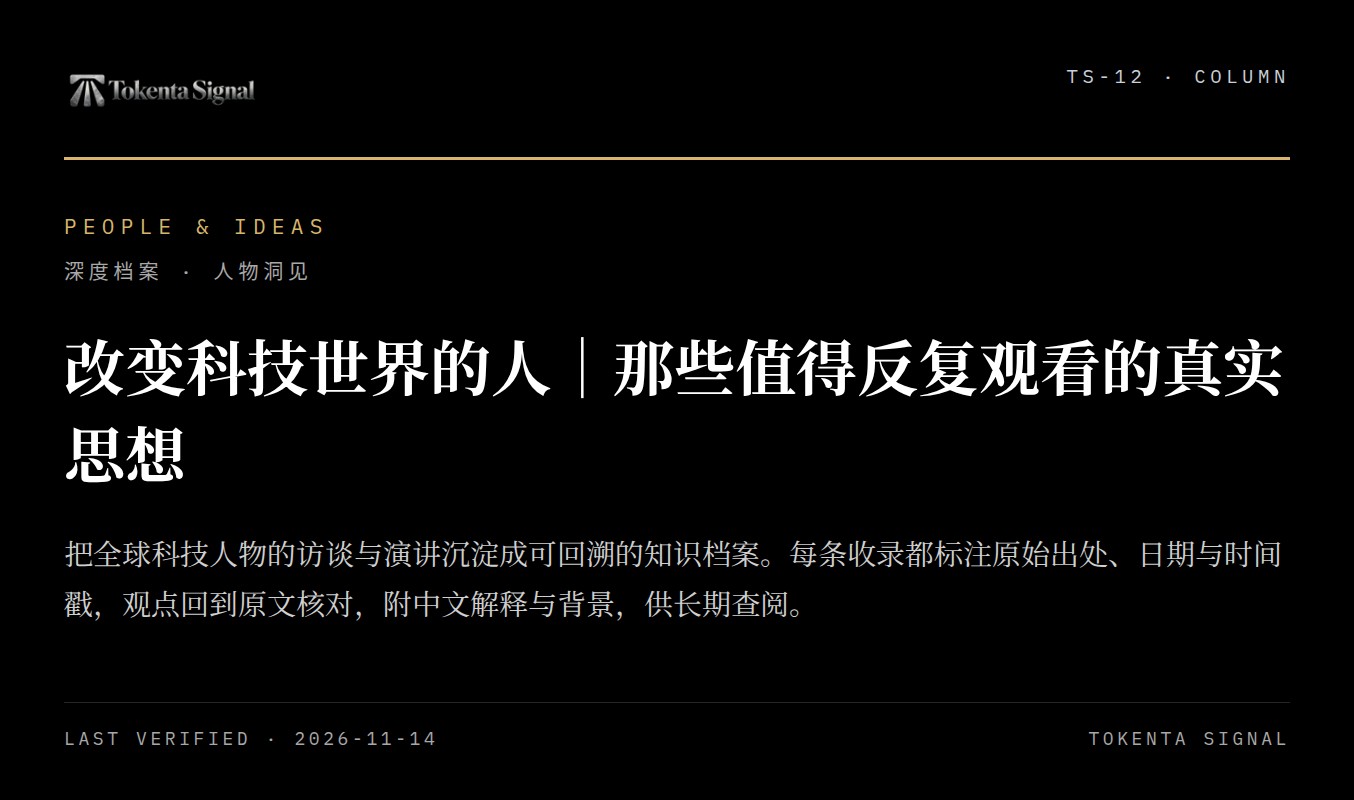 Tokenta Signal
TS-12 · COLUMN
PEOPLE & IDEAS
深度档案 · 人物洞见
改变科技世界的人｜那些值得反复观看的真实
思想
把全球科技人物的访谈与演讲沉淀成可回溯的知识档案。每条收录都标注原始出处、日期与时间
戳，观点回到原文核对，附中文解释与背景，供长期查阅。
LAST VERIFIED · 2026-11-14
TOKENTA SIGNAL